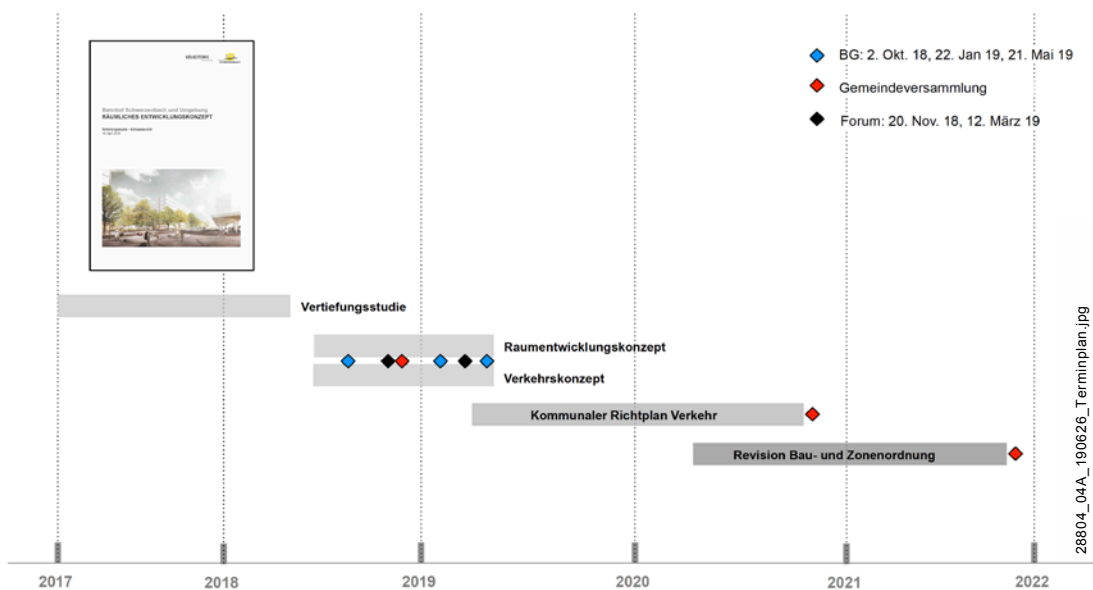 BG: 2. Okt. 18, 22. Jan 19, 21. Mai 19
Gemeindeversammlung
Forum: 20. Nov. 18, 12. März 19
Bahnhof Schwerzenbach und Umgebung
RÄUMLICHES ENTWICKLUNGSKONZEPT
Vertiefungsstudie
Raumentwicklungskonzept
Verkehrskonzept
Kommunaler Richtplan Verkehr
Revision Bau- und Zonenordnung
28804_04A_190626_Terminplan.jpg
2017
2018
2019
2020
2021
2022